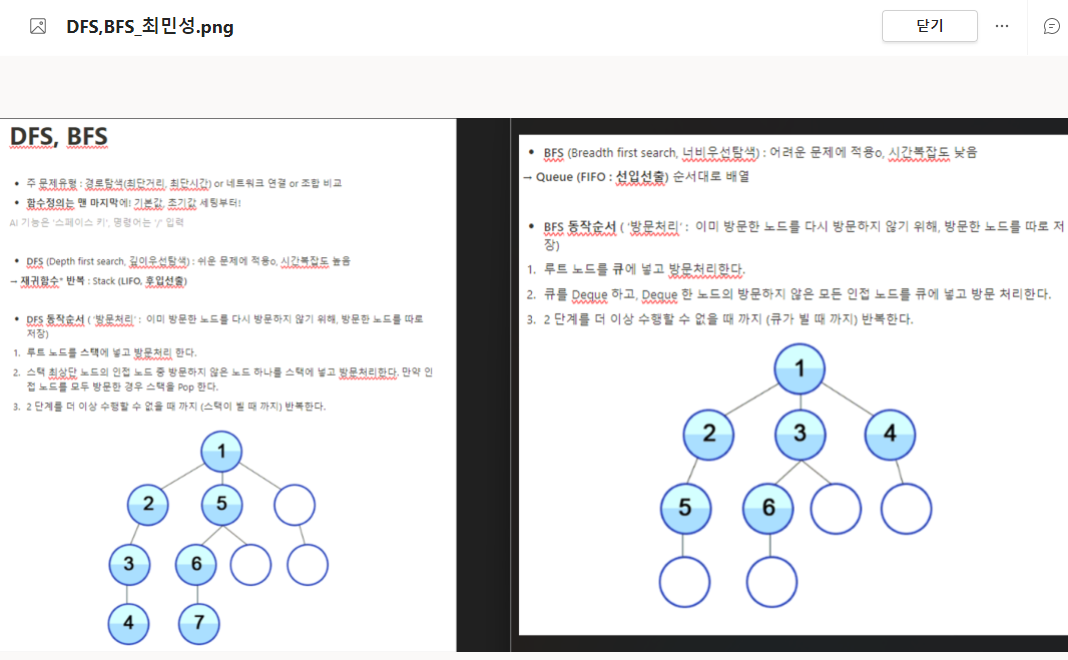 DFS,BFS_최민성.png
닫기
DFS, BFS
• 주 문제유형 : 경로탐색(최단거리, 최단시간) or 네트워크 연결 or 조합 비교
• 함수정의는 맨 마지막에! 기본값, 초기값 세팅부터!
AI 기능은 '스페이스 키', 명령어는 '/' 입력
• DFS (Depth first search, 깊이우선탐색) : 쉬운 문제에 적용o, 시간복잡도 높음
→ 재귀함수* 반복 : Stack (LIFO, 후입선출)
• DFS 동작순서 ( '방문처리' : 이미 방문한 노드를 다시 방문하지 않기 위해, 방문한 노드를 따로
저장)
1. 루트 노드를 스택에 넣고 방문처리 한다.
2. 스택 최상단 노드의 인접 노드 중 방문하지 않은 노드 하나를 스택에 넣고 방문처리한다. 만약 인
접 노드를 모두 방문한 경우 스택을 Pop 한다.
3. 2 단계를 더 이상 수행할 수 없을 때 까지 (스택이 빌 때 까지) 반복한다.
1
2 5
3 6
4 7
• BFS (Breadth first search, 너비우선탐색) : 어려운 문제에 적용o, 시간복잡도 낮음
→ Queue (FIFO : 선입선출) 순서대로 배열
• BFS 동작순서 ( '방문처리' : 이미 방문한 노드를 다시 방문하지 않기 위해, 방문한 노드를 따로 저
장)
1. 루트 노드를 큐에 넣고 방문처리한다.
2. 큐를 Deque 하고, Deque 한 노드의 방문하지 않은 모든 인접 노드를 큐에 넣고 방문 처리한다.
3. 2 단계를 더 이상 수행할 수 없을 때 까지 (큐가 빌 때 까지) 반복한다.
1
2 3 4
5 6